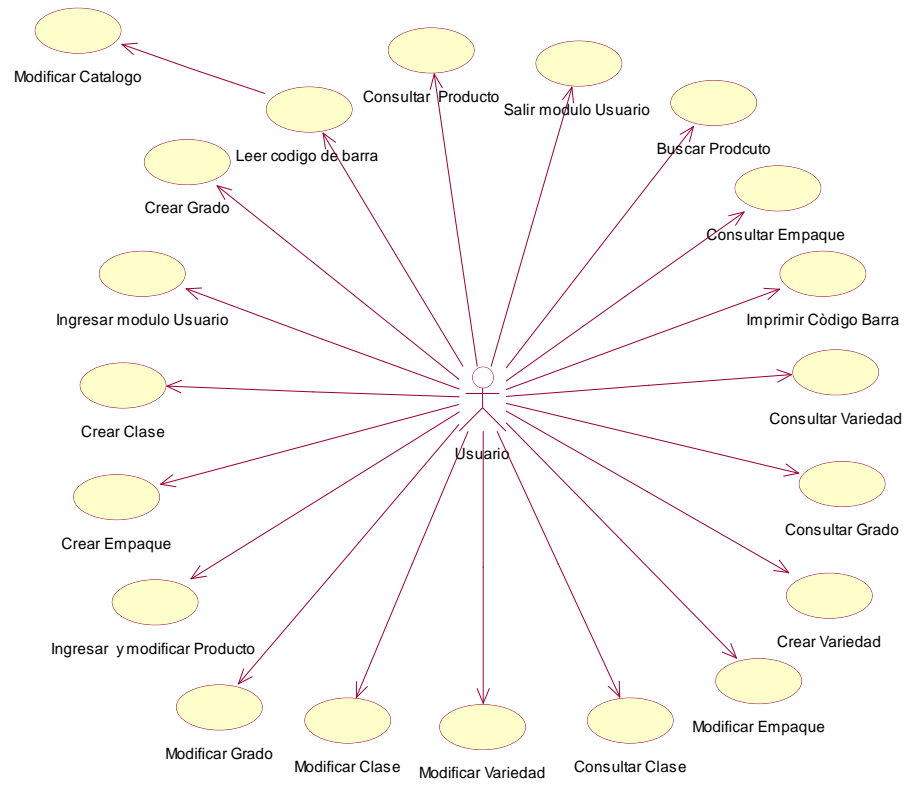 Modificar Catalogo
Consultar Producto
Salir modulo Usuario
Leer codigo de barra
Buscar Prodcuto
Crear Grado
Consultar Empaque
Ingresar modulo Usuario
Imprimir Còdigo Barra
Crear Clase
Consultar Variedad
Usuario
Crear Empaque
Consultar Grado
Ingresar y modificar Producto
Crear Variedad
Modificar Grado
Modificar Clase
Modificar Variedad
Consultar Clase
Modificar Empaque